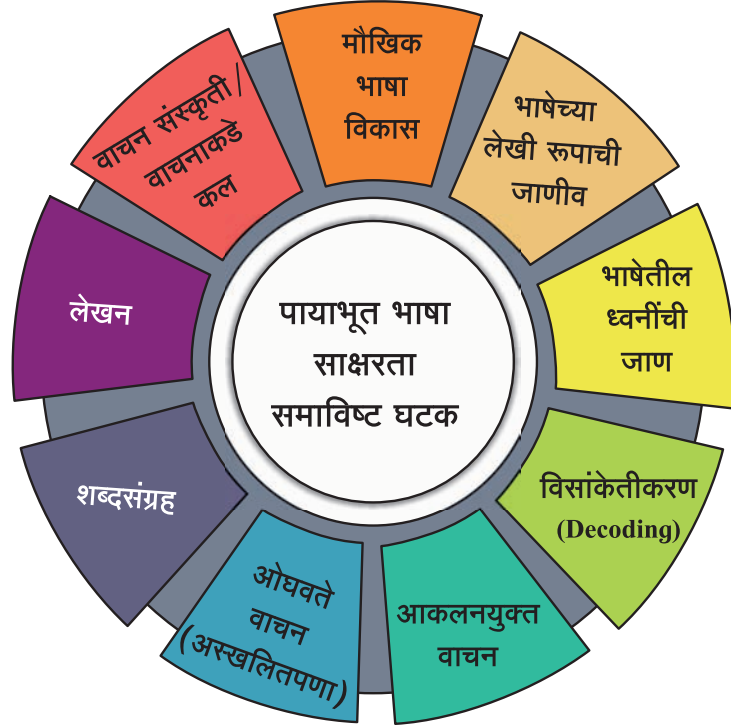 पायाभूत भाषा
साक्षरता
समाविष्ट घटक
मौखिक
भाषा
विकास
भाषेच्या
लेखी रूपाची
जाणीव
भाषेतील
ध्वनींची
जाण
विसांकेतीकरण
(Decoding)
आकलनयुक्त
वाचन
ओघवते
वाचन
(अस्खलितपणा)
शब्दसंग्रह
लेखन
वाचन संस्कृती/
वाचनाकडे
कल